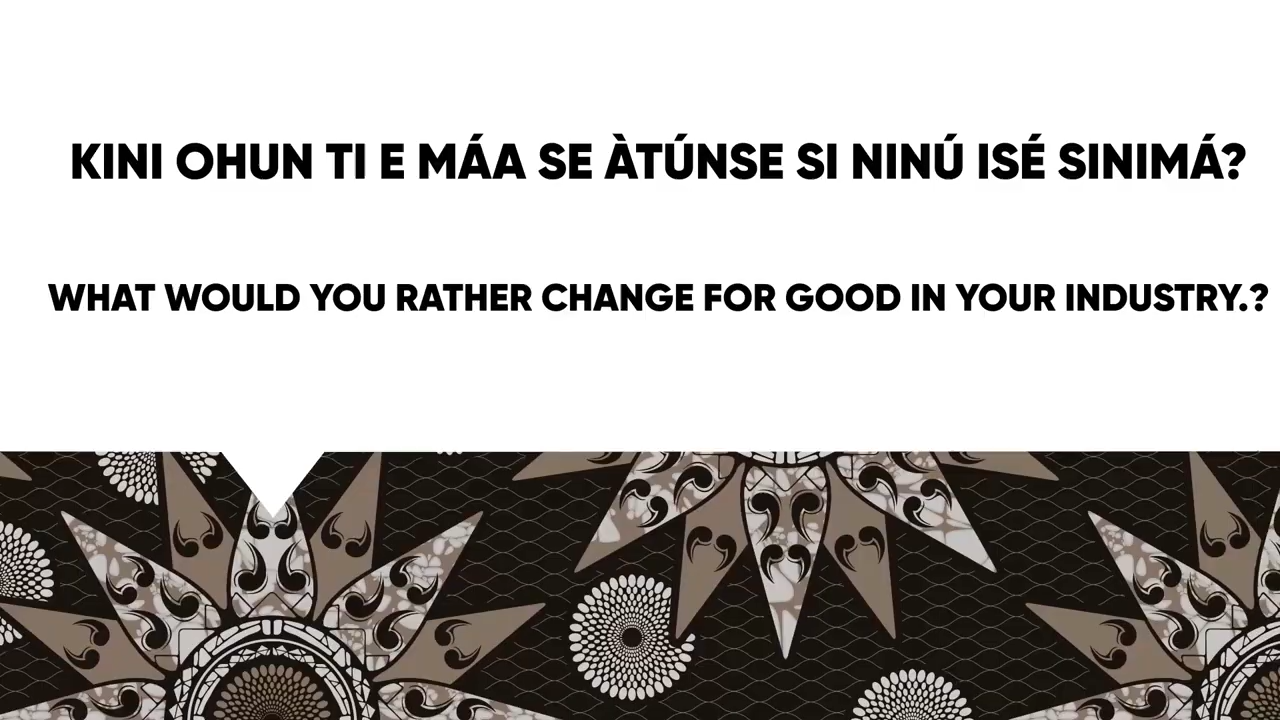 KINI OHUN TI E MÁA SE ÀTÚNSE SI NINÚ ISÉ SINIMÁ?
WHAT WOULD YOU RATHER CHANGE FOR GOOD IN YOUR INDUSTRY.?